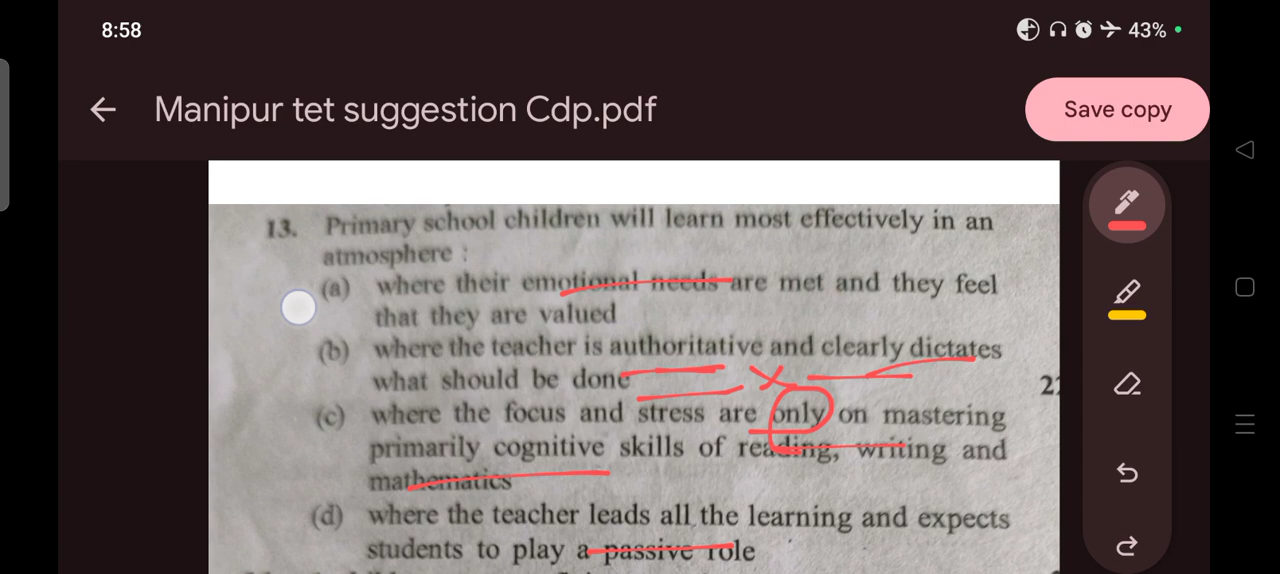 8:58
43%
Manipur tet suggestion Cdp.pdf
Save copy
13. Primary school children will learn most effectively in an
atmosphere :
(a) where their emotional needs are met and they feel
that they are valued
(b) where the teacher is authoritative and clearly dictates
what should be done
(c) where the focus and stress are only on mastering
primarily cognitive skills of reading, writing and
mathematics
(d) where the teacher leads all the learning and expects
students to play a passive role